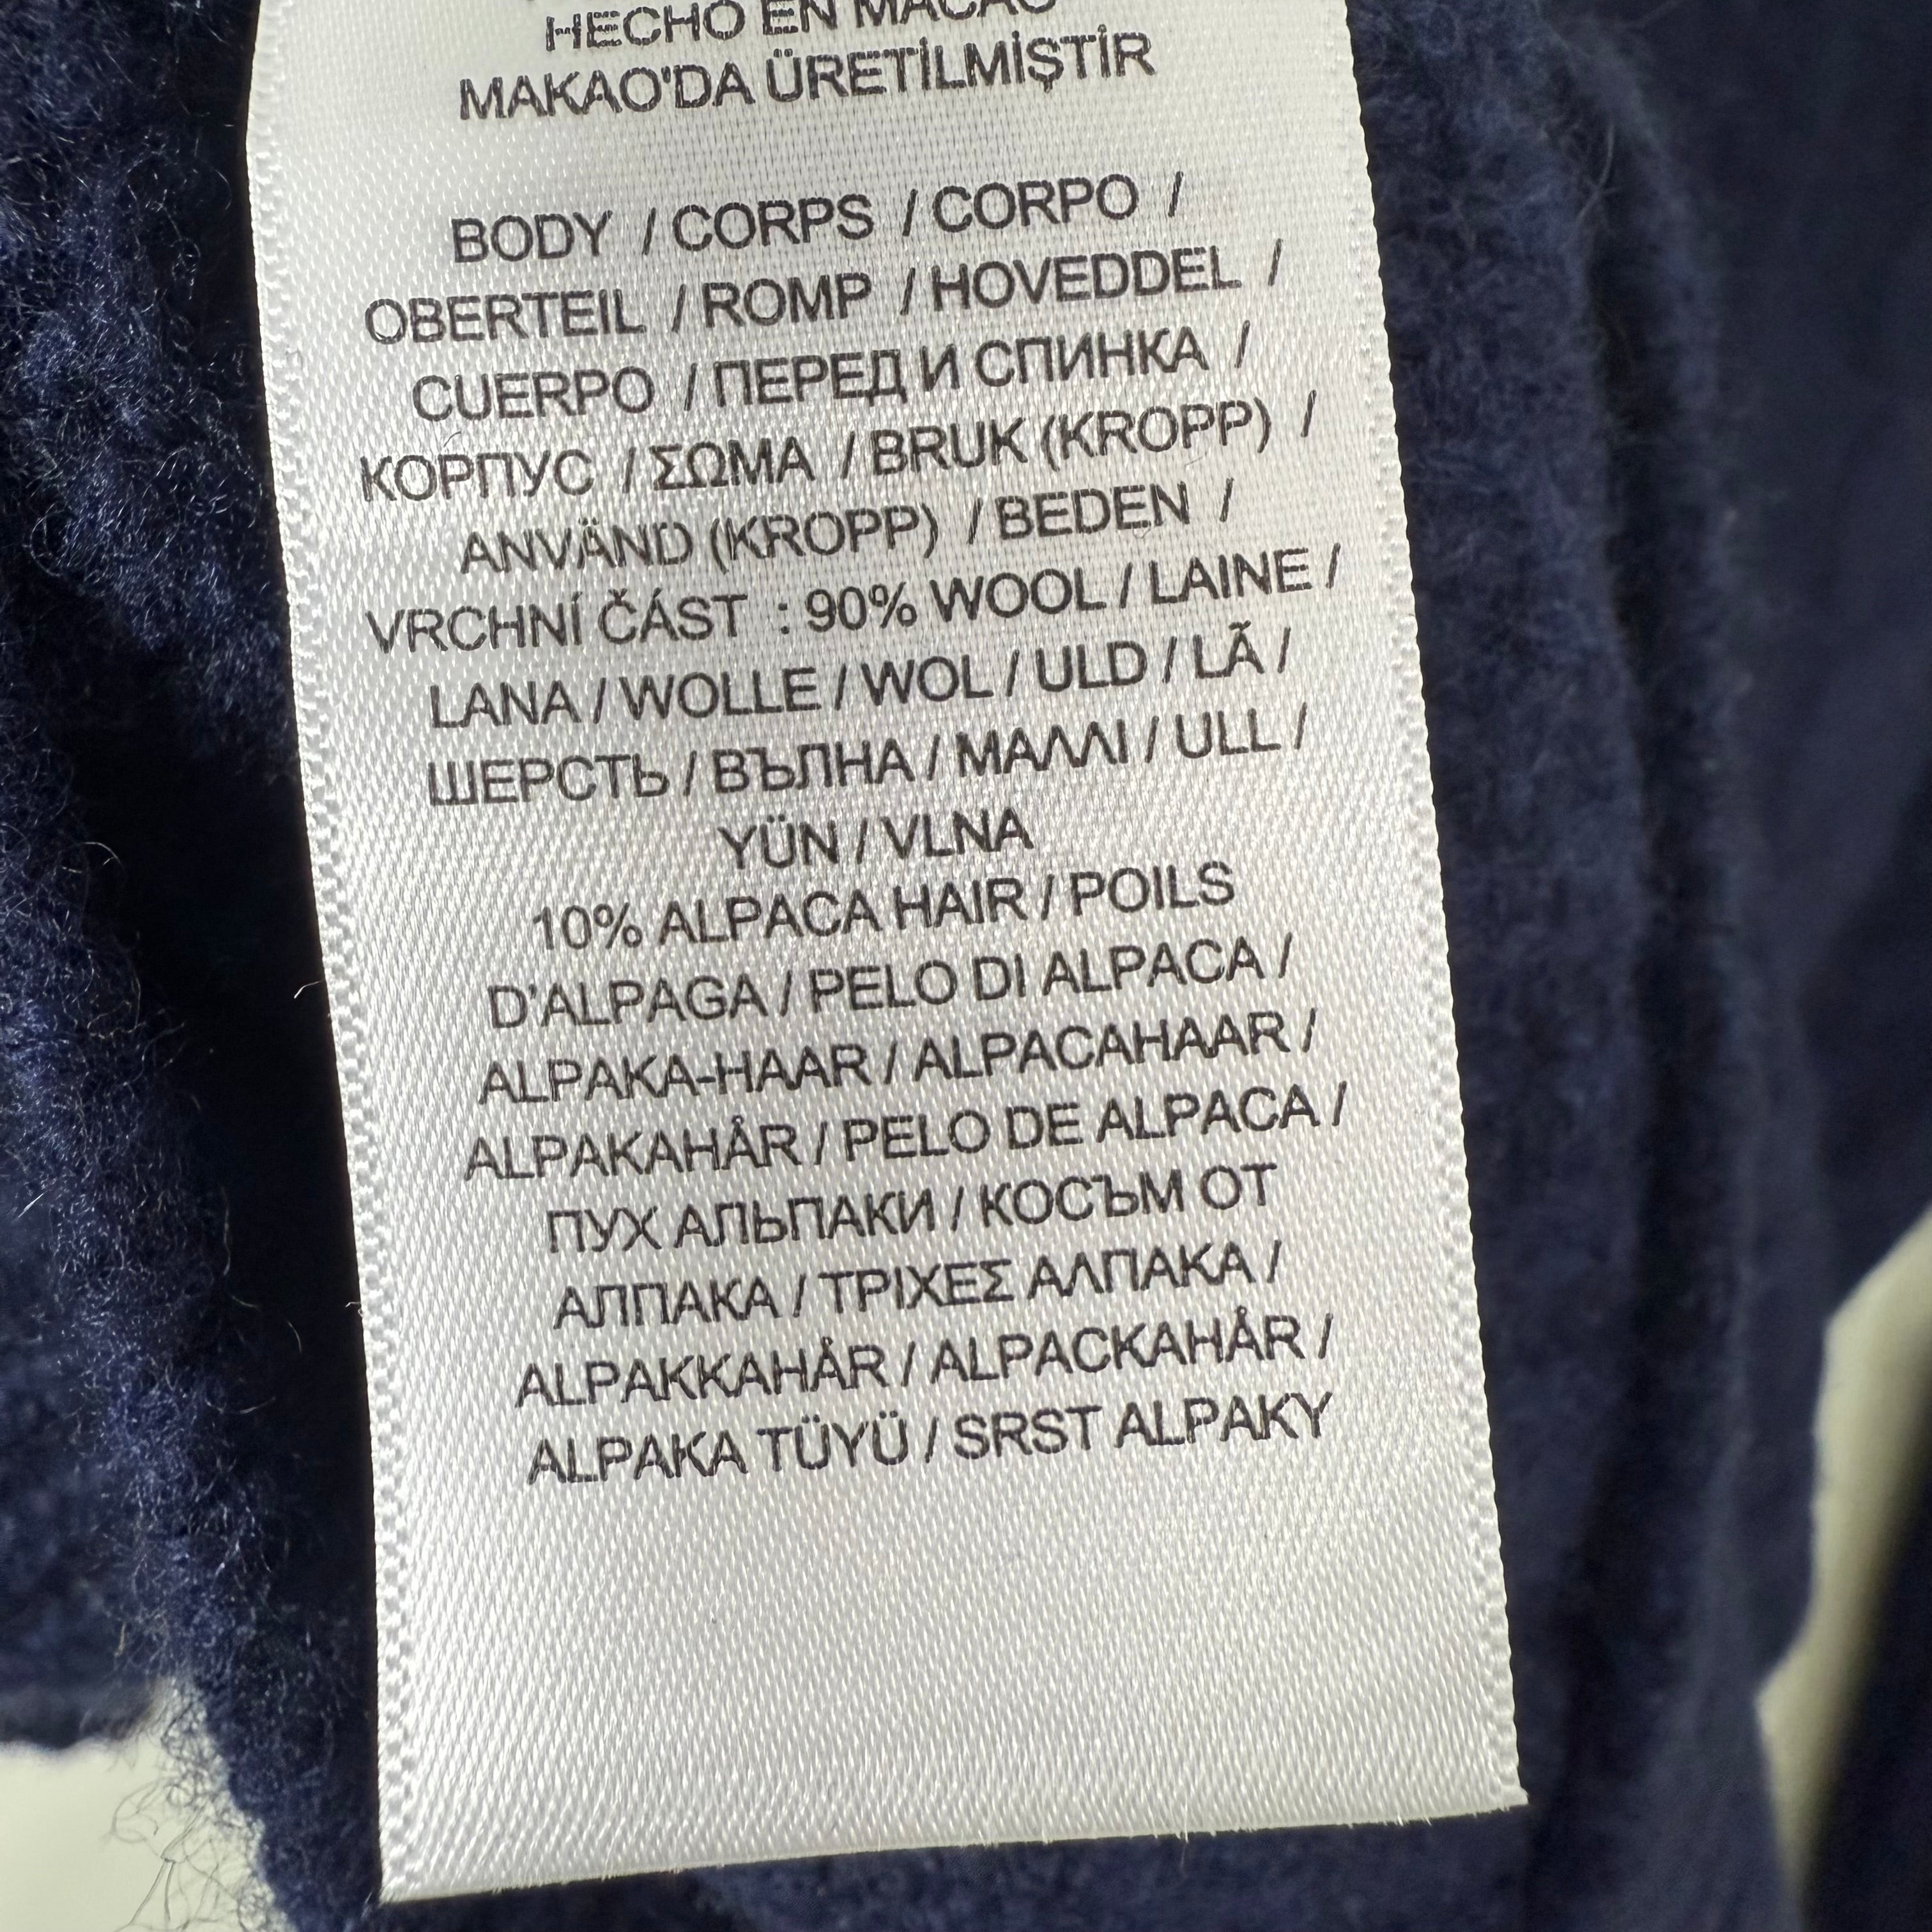 HECHO EN MACAO
MAKAO'DA ÜRETİLMİŞTİR
BODY / CORPS / CORPO /
OBERTEIL / ROMP / HOVEDDEL /
CUERPO / ПЕРЕД И СПИНКА /
КОРПУС / ΣΩΜΑ / BRUK (KROPP) /
ANVÄND (KROPP) / BEDEN /
VRCHNÍ ČÁST : 90% WOOL / LAINE /
LANA / WOLLE / WOL / ULD / LÃ /
ШЕРСТЬ / ВЪЛНА / ΜΑΛΛΙ / ULL /
YÜN / VLNA
10% ALPACA HAIR / POILS
D'ALPAGA / PELO DI ALPACA /
ALPAKA-HAAR / ALPACAHAAR /
ALPAKAHÅR / PELO DE ALPACA /
ПУХ АЛЬПАКИ / КОСЪМ ОТ
АЛПАКА / ΤΡΙΧΕΣ ΑΛΠΑΚΑ /
ALPAKKAHÅR / ALPACKAHÅR /
ALPAKA TÜYÜ / SRST ALPAKY